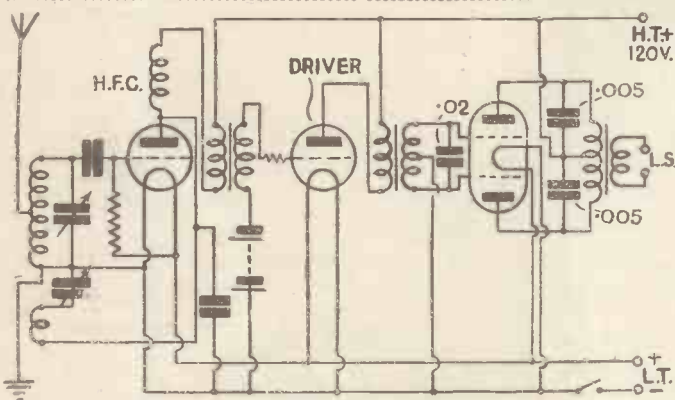 H.F.C.
DRIVER
.02
H.T.+
120V.
.005
L.S.
.005
+
L.T.
-